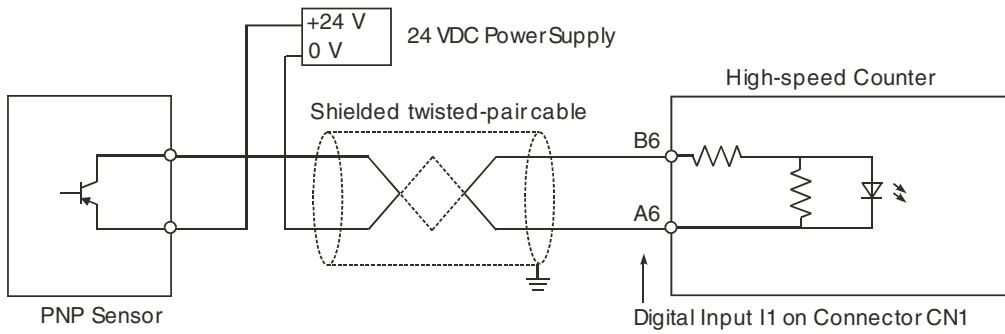 +24 V
0 V
24 VDC Power Supply
High-speed Counter
Shielded twisted-pair cable
B6
A6
PNP Sensor
Digital Input I1 on Connector CN1